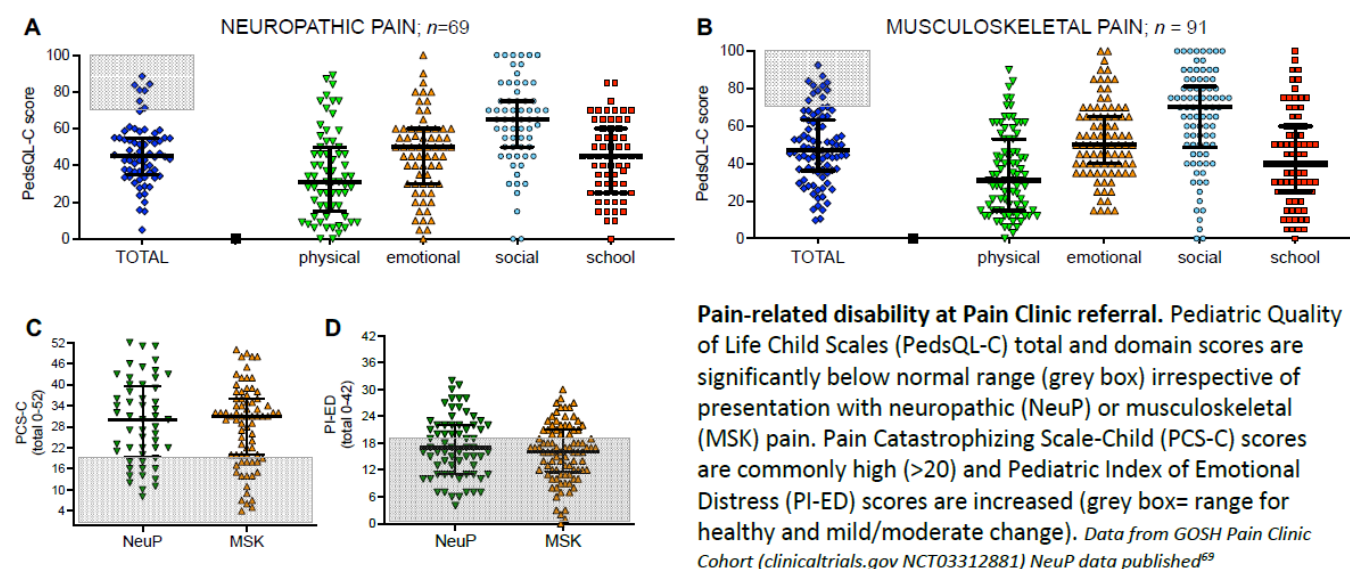 A
NEUROPATHIC PAIN; n=69
PedsQL-C score
100
80
60
40
20
0
TOTAL
physical
emotional
social
school
B
MUSCULOSKELETAL PAIN; n = 91
PedsQL-C score
100
80
60
40
20
0
TOTAL
physical
emotional
social
school
C
PCS-C
(total 0-52)
52
46
40
34
28
22
16
10
4
NeuP
MSK
D
PI-ED
(total 0-42)
42
36
30
24
18
12
6
0
NeuP
MSK
Pain-related disability at Pain Clinic referral. Pediatric Quality
of Life Child Scales (PedsQL-C) total and domain scores are
significantly below normal range (grey box) irrespective of
presentation with neuropathic (NeuP) or musculoskeletal
(MSK) pain. Pain Catastrophizing Scale-Child (PCS-C) scores
are commonly high (>20) and Pediatric Index of Emotional
Distress (PI-ED) scores are increased (grey box= range for
healthy and mild/moderate change). Data from GOSH Pain Clinic
Cohort (clinicaltrials.gov NCT03312881) NeuP data published69